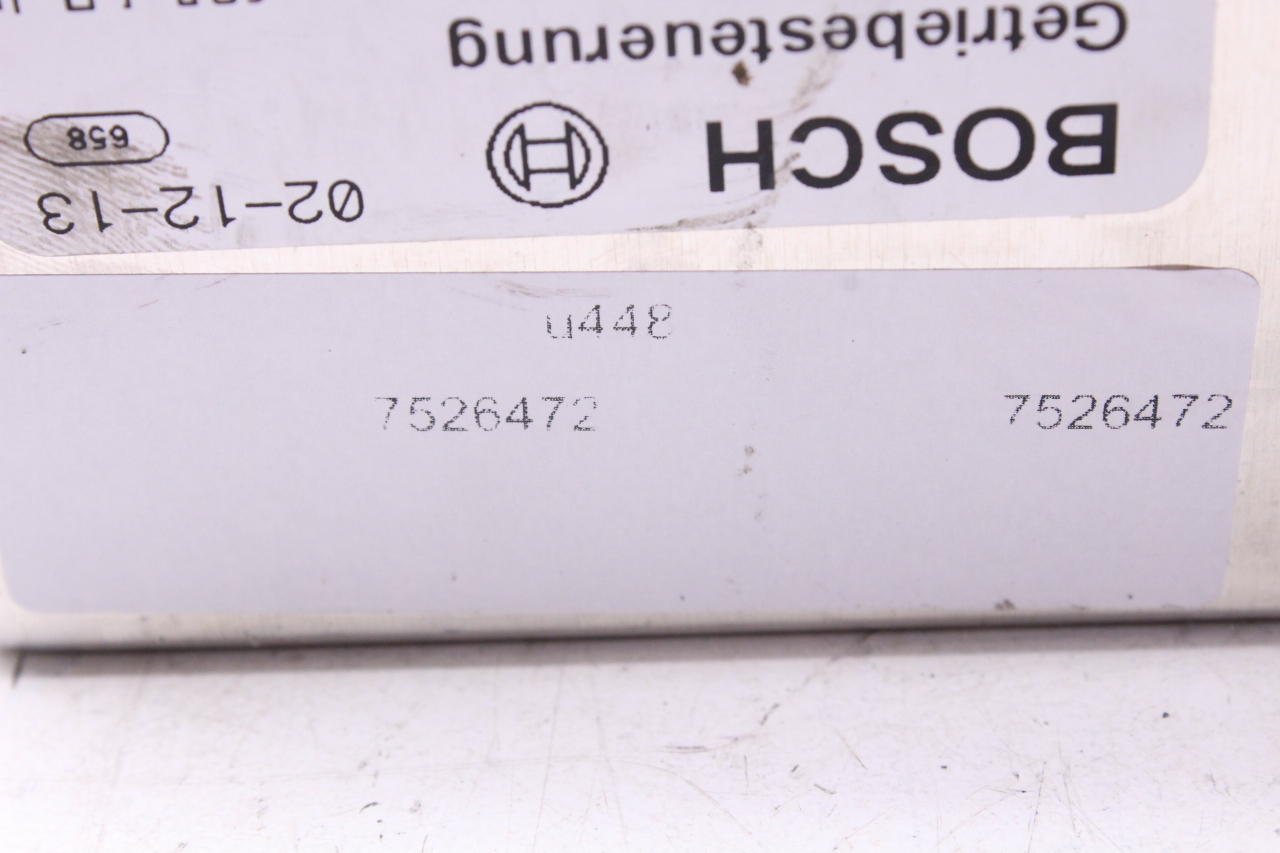 Getriebesteuerung
BOSCH
658
02-12-13
u448
7526472 7526472